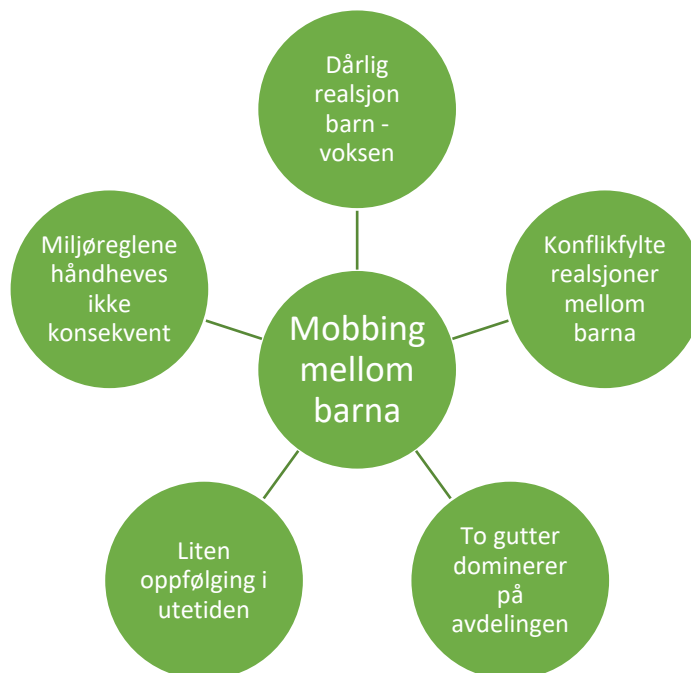 Dårlig
realsjon
barn -
voksen
Miljøreglene
håndheves
ikke
konsekvent
Konflikfylte
realsjoner
mellom
barna
Mobbing
mellom
barna
Liten
oppfølging i
utetiden
To gutter
dominerer
på
avdelingen